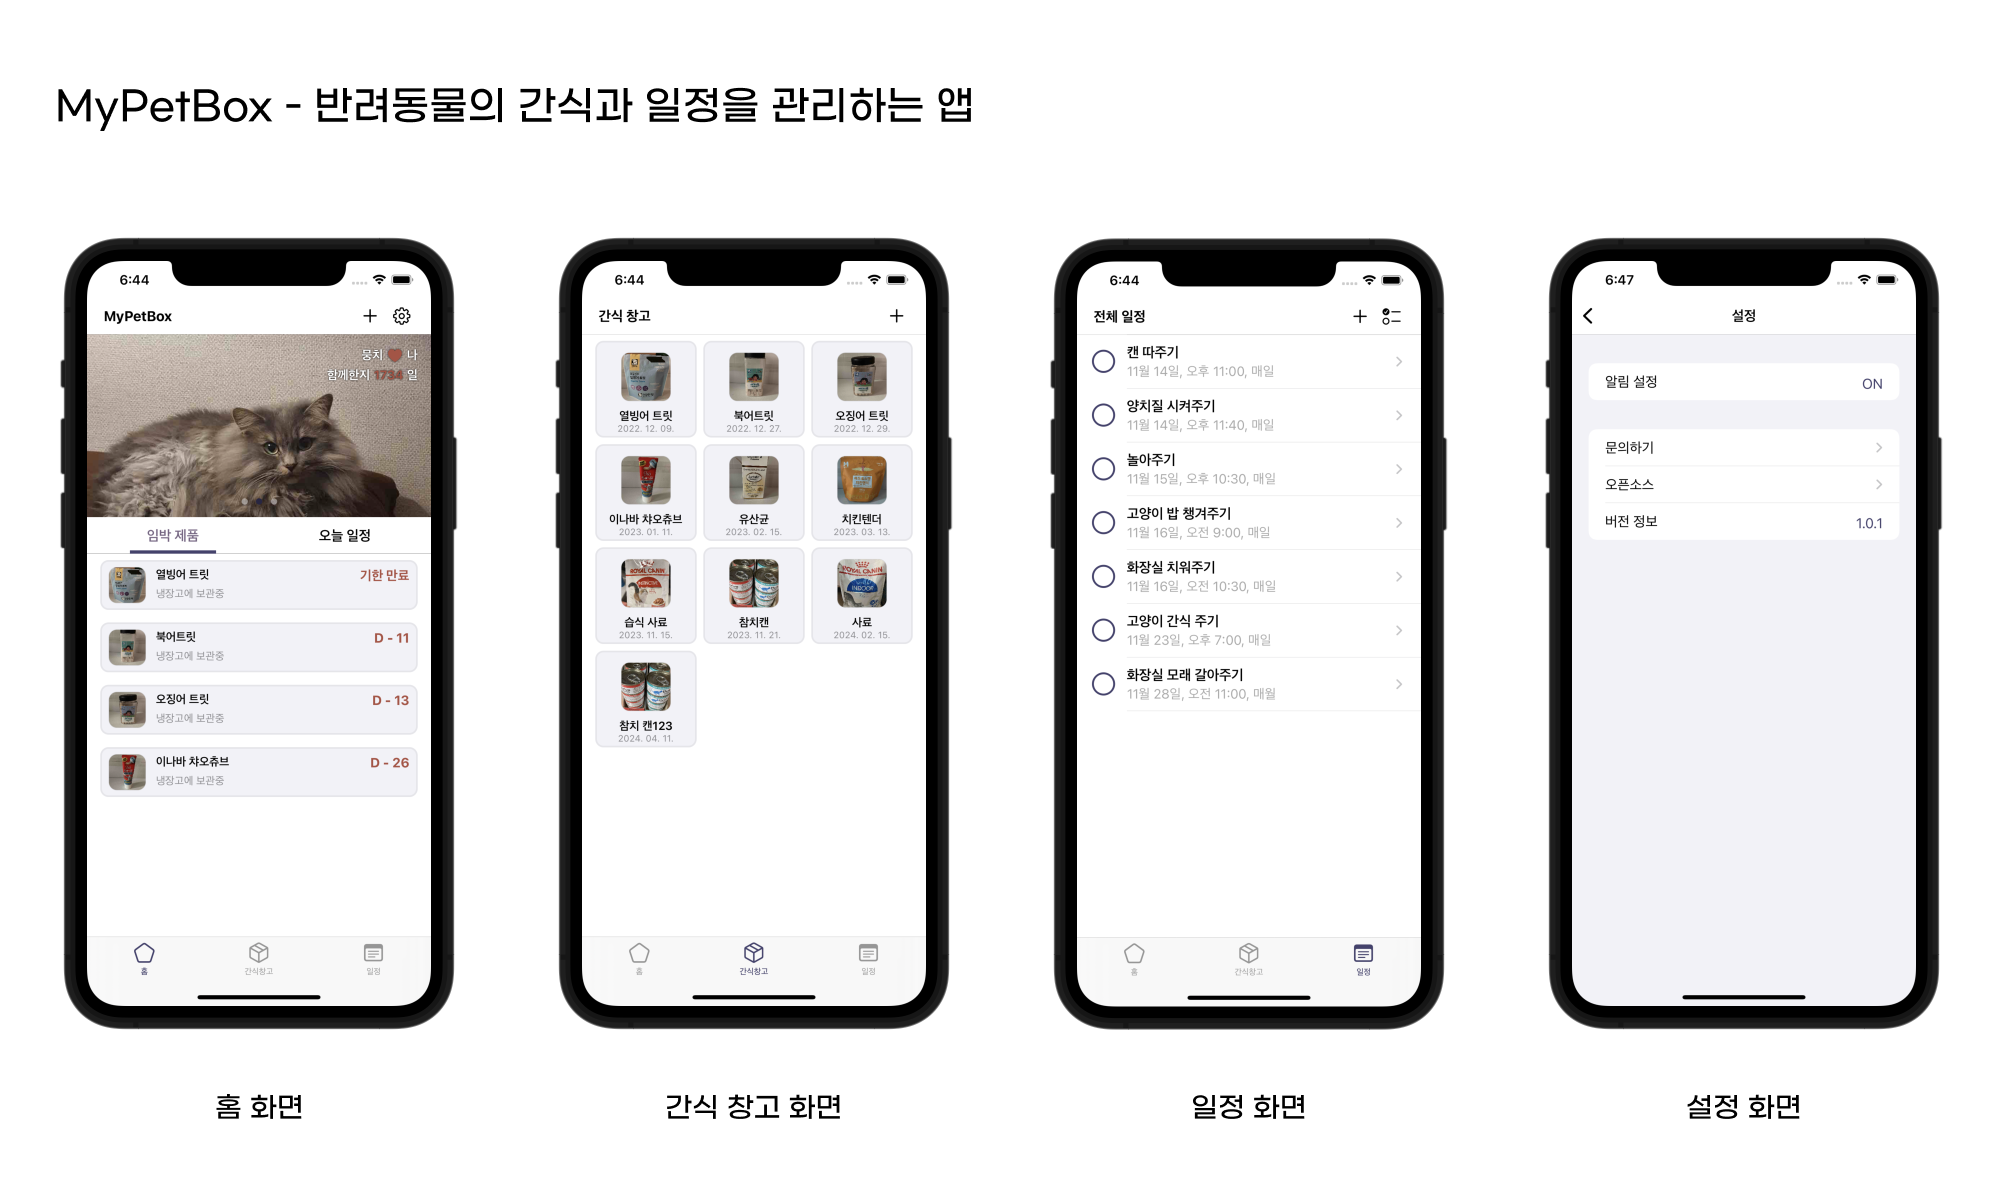 MyPetBox - 반려동물의 간식과 일정을 관리하는 앱
6:44
MyPetBox
뭉치 나
함께한지 1734 일
임박 제품
오늘 일정
열빙어 트릿
기한 만료
냉장고에 보관중
북어트릿
D - 11
냉장고에 보관중
오징어 트릿
D - 13
냉장고에 보관중
이나바 챠오츄브
D - 26
냉장고에 보관중
홈
간식창고
일정
홈 화면
6:44
간식 창고
열빙어 트릿
2022. 12. 09.
북어트릿
2022. 12. 27.
오징어 트릿
2022. 12. 29.
이나바 챠오츄브
2023. 01. 11.
유산균
2023. 02. 15.
치킨텐더
2023. 03. 13.
ROYAL CANIN
습식 사료
2023. 11. 15.
참치캔
2023. 11. 21.
ROYAL CANIN
INDOOR
사료
2024. 02. 15.
참치 캔123
2024. 04. 11.
홈
간식창고
일정
간식 창고 화면
6:44
전체 일정
캔 따주기
11월 14일, 오후 11:00, 매일
양치질 시켜주기
11월 14일, 오후 11:40, 매일
놀아주기
11월 15일, 오후 10:30, 매일
고양이 밥 챙겨주기
11월 16일, 오전 9:00, 매일
화장실 치워주기
11월 16일, 오전 10:30, 매일
고양이 간식 주기
11월 23일, 오후 7:00, 매일
화장실 모래 갈아주기
11월 28일, 오전 11:00, 매월
홈
간식창고
일정
일정 화면
6:47
설정
알림 설정
ON
문의하기
오픈소스
버전 정보
1.0.1
설정 화면